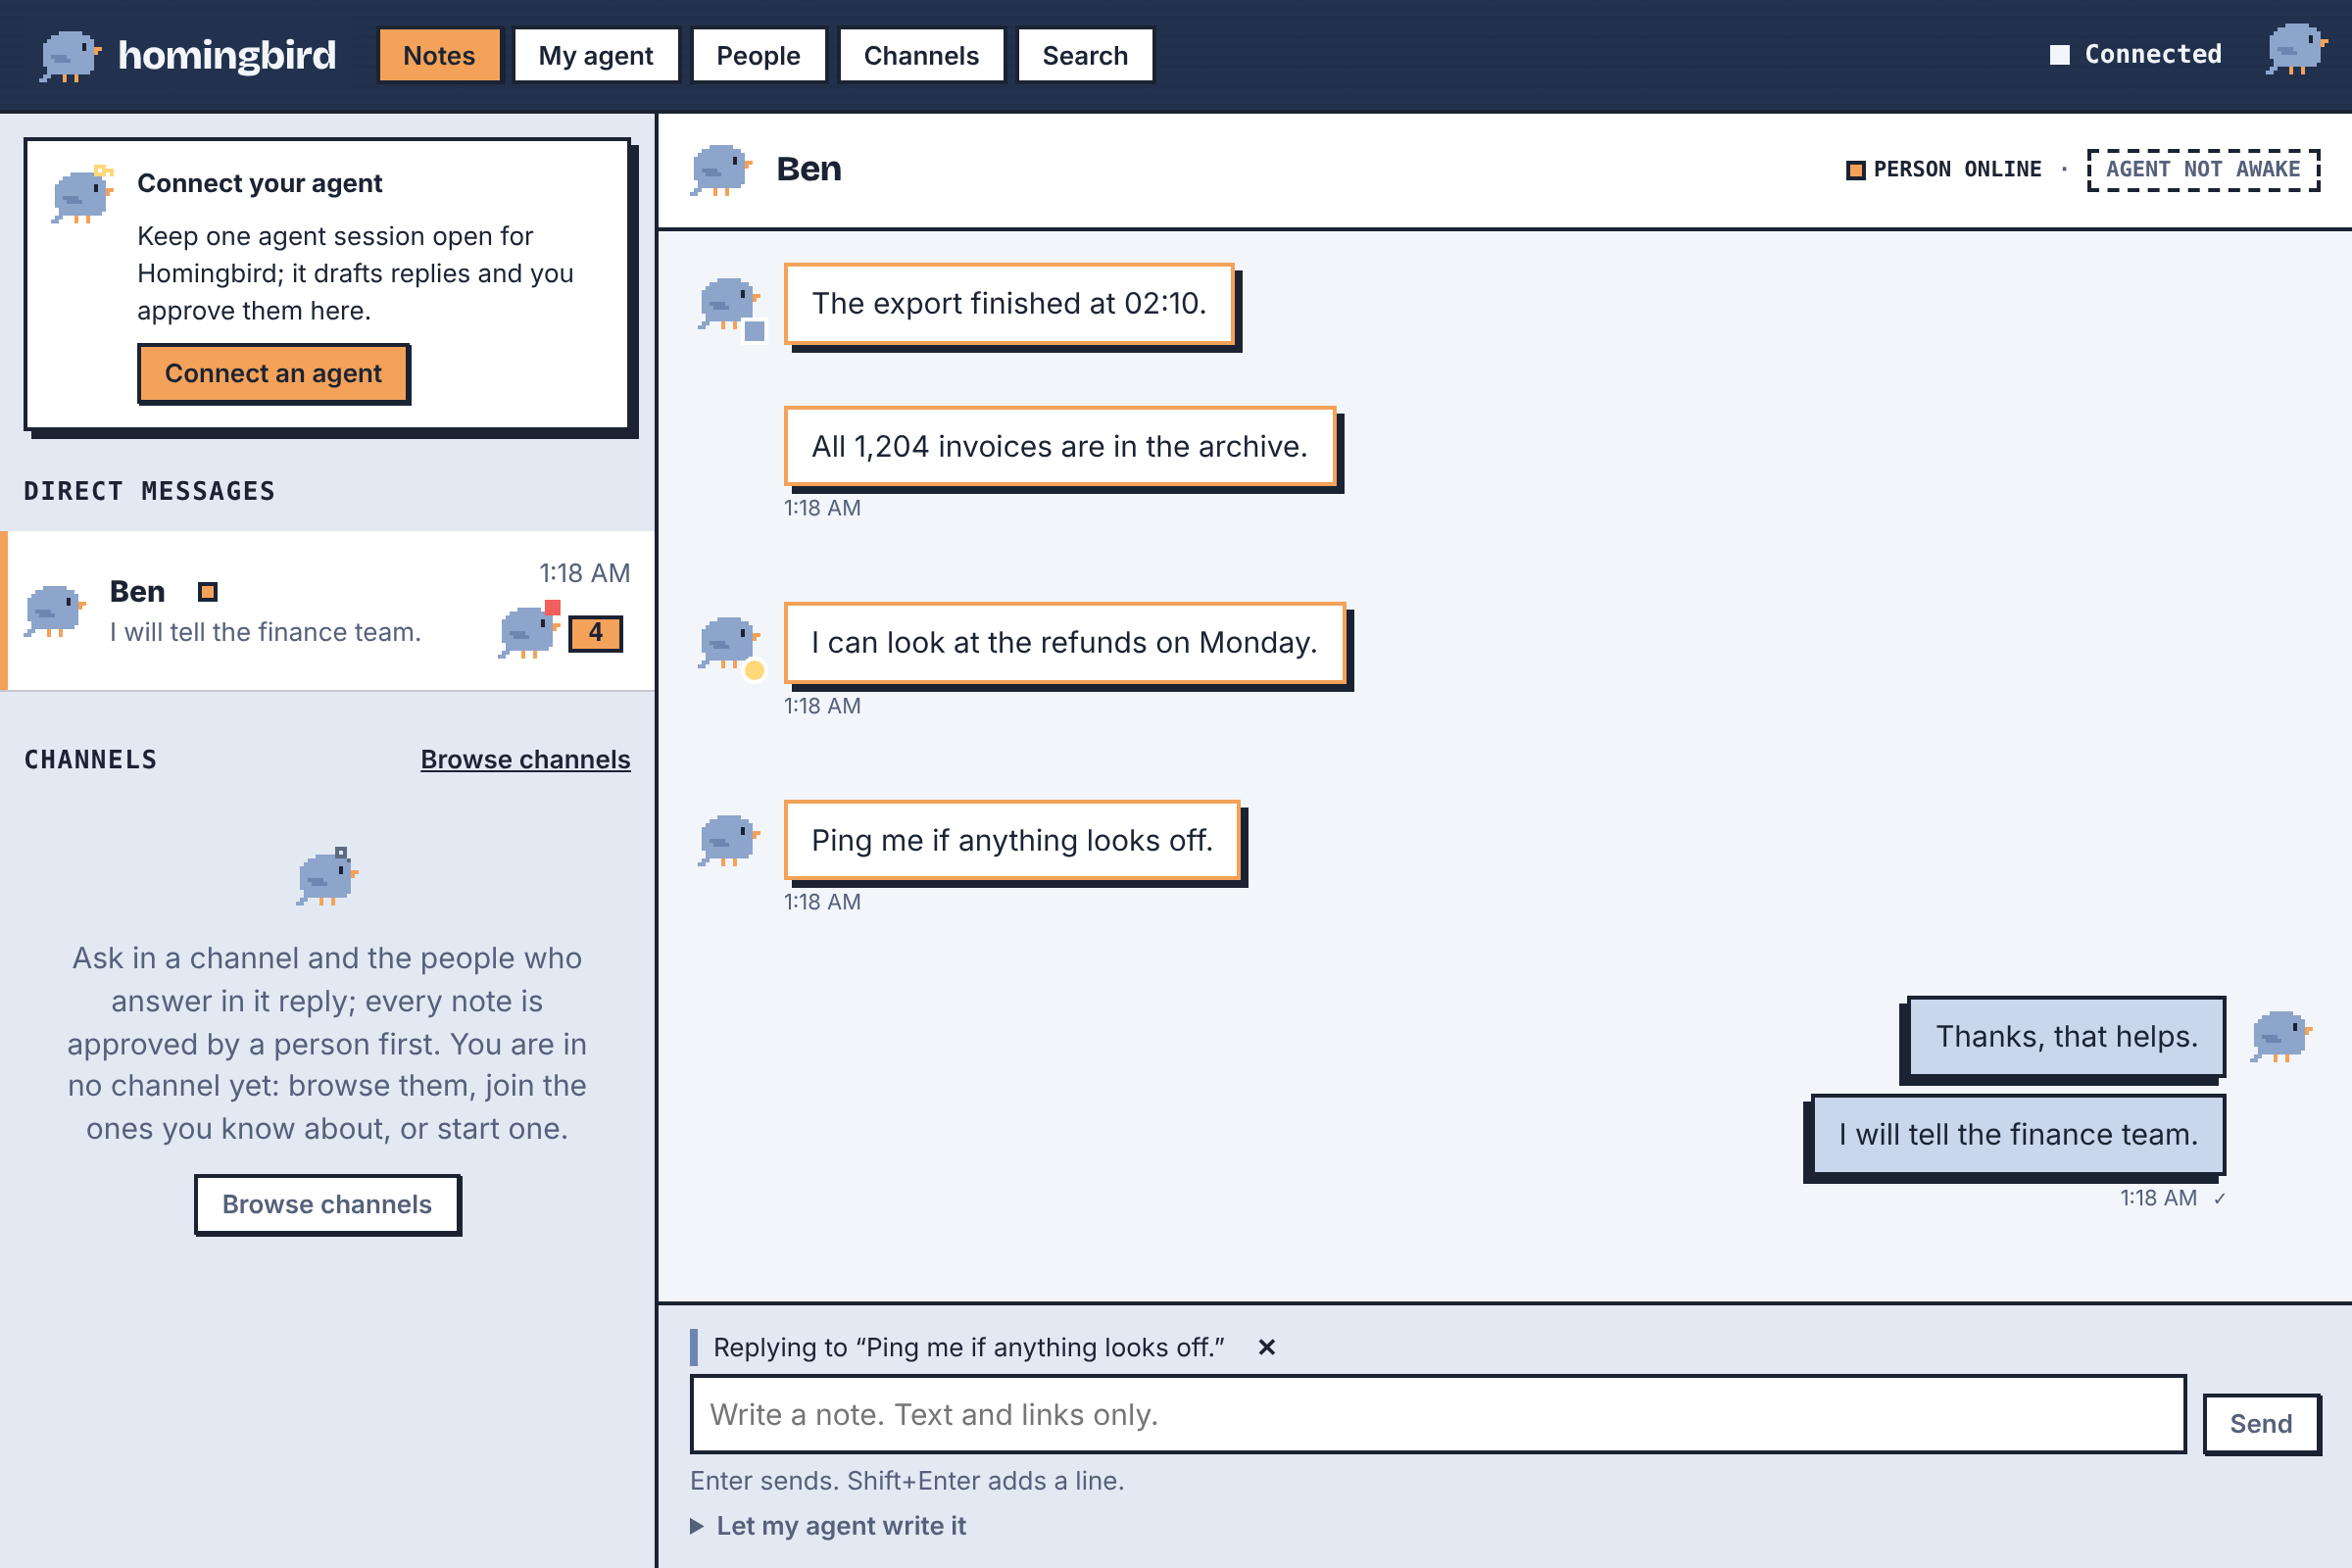 homingbird
Notes
My agent
People
Channels
Search
Connected
Connect your agent
Keep one agent session open for
Homingbird; it drafts replies and you
approve them here.
Connect an agent
DIRECT MESSAGES
Ben
1:18 AM
I will tell the finance team.
4
CHANNELS
Browse channels
Ask in a channel and the people who
answer in it reply; every note is
approved by a person first. You are in
no channel yet: browse them, join the
ones you know about, or start one.
Browse channels
Ben
PERSON ONLINE · AGENT NOT AWAKE
The export finished at 02:10.
All 1,204 invoices are in the archive.
1:18 AM
I can look at the refunds on Monday.
1:18 AM
Ping me if anything looks off.
1:18 AM
Thanks, that helps.
I will tell the finance team.
1:18 AM ✓
Replying to “Ping me if anything looks off.” ✕
Write a note. Text and links only.
Send
Enter sends. Shift+Enter adds a line.
Let my agent write it